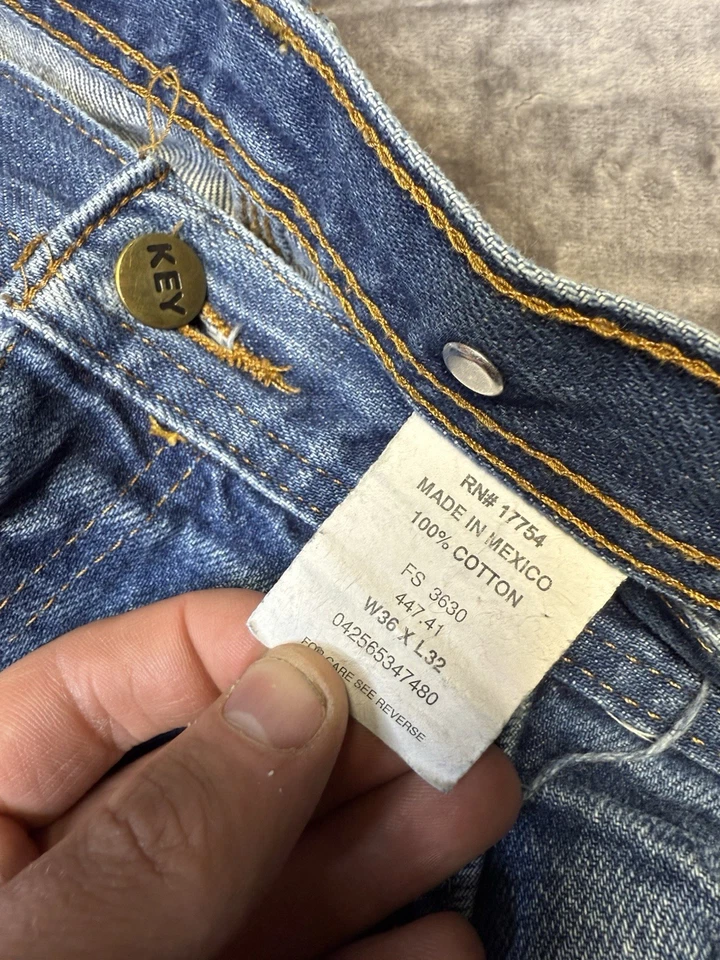 KEY
RN# 17754
MADE IN MEXICO
100% COTTON
FS 3630
447 41
W36 X L32
042565347480
FOR CARE SEE REVERSE